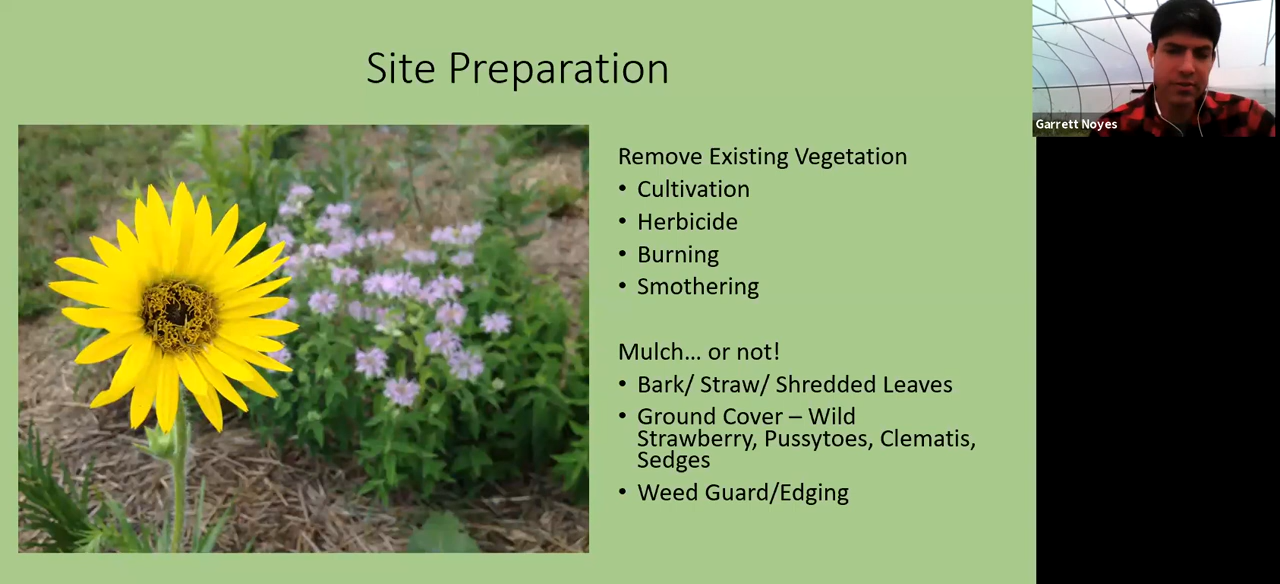 Site Preparation
Garrett Noyes
Remove Existing Vegetation
• Cultivation
• Herbicide
• Burning
• Smothering
Mulch... or not!
• Bark/ Straw/ Shredded Leaves
• Ground Cover – Wild
Strawberry, Pussytoes, Clematis,
Sedges
• Weed Guard/Edging